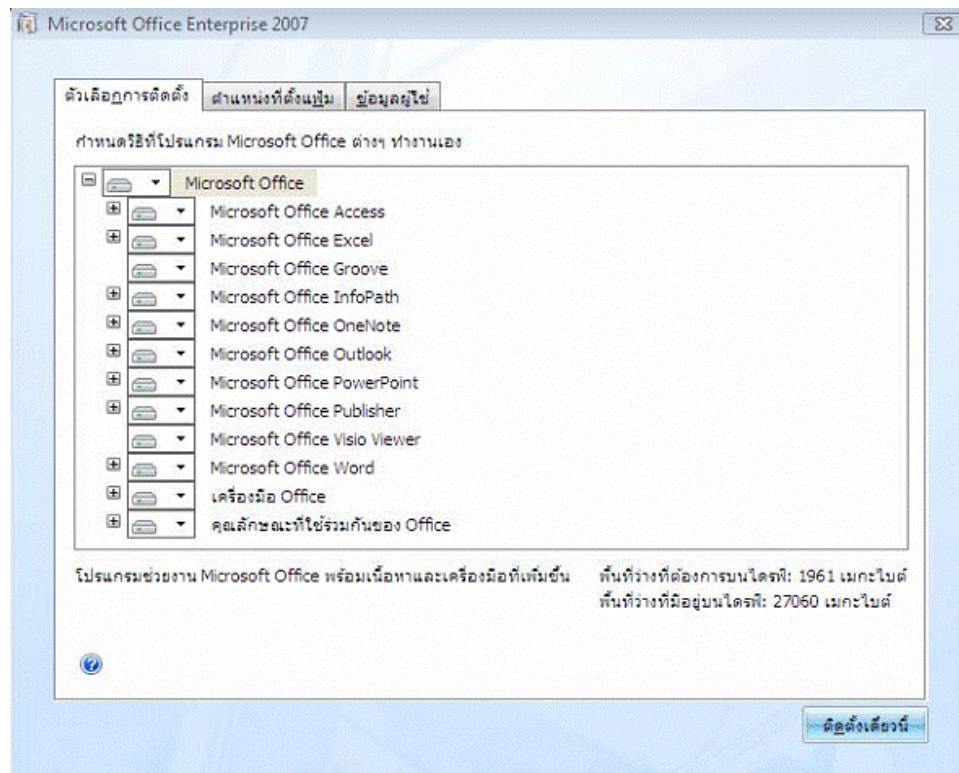 Microsoft Office Enterprise 2007
ตัวเลือกการติดตั้ง
ตำแหน่งที่ตั้งแฟ้ม
ข้อมูลผู้ใช้
กำหนดวิธีที่โปรแกรม Microsoft Office ต่างๆ ทำงานเอง
Microsoft Office
Microsoft Office Access
Microsoft Office Excel
Microsoft Office Groove
Microsoft Office InfoPath
Microsoft Office OneNote
Microsoft Office Outlook
Microsoft Office PowerPoint
Microsoft Office Publisher
Microsoft Office Visio Viewer
Microsoft Office Word
เครื่องมือ Office
คุณลักษณะที่ใช้ร่วมกันของ Office
โปรแกรมช่วยงาน Microsoft Office พร้อมเนื้อหาและเครื่องมือที่เพิ่มขึ้น
พื้นที่ว่างที่ต้องการบนไดรฟ์: 1961 เมกะไบต์
พื้นที่ว่างที่มีอยู่บนไดรฟ์: 27060 เมกะไบต์
ติดตั้งเดี๋ยวนี้